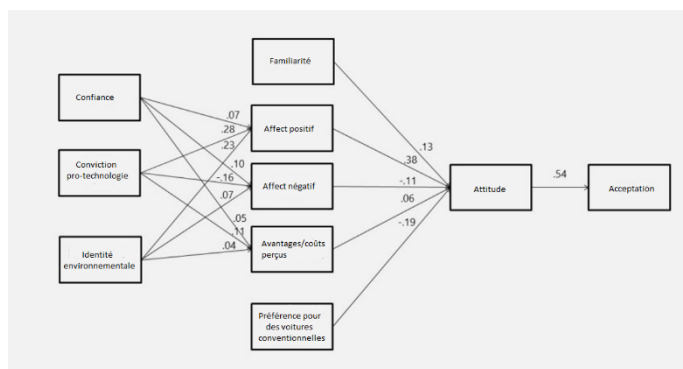 Familiarité
Confiance
.07
.28
Affect positif
.23
.13
.38
Conviction
pro-technologie
.10
-.16
Affect négatif
-.11
.54
.07
Attitude
Acceptation
.06
.05
.11
-.19
Identité
environnementale
.04
Avantages/coûts
perçus
Préférence pour
des voitures
conventionnelles